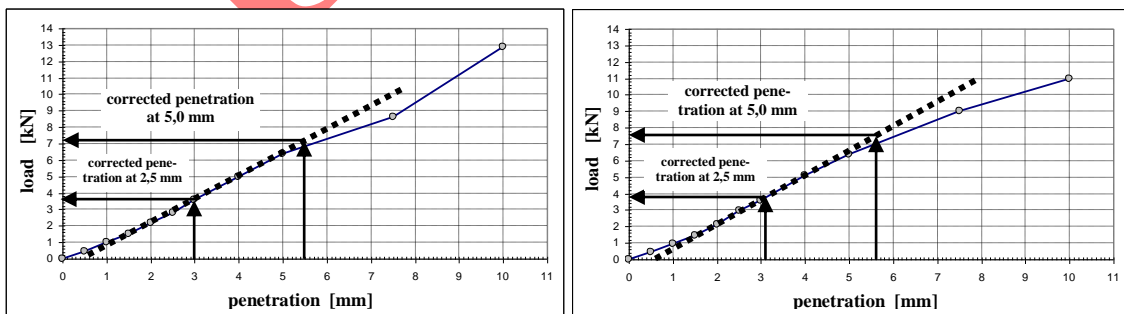 14
13
12
11
10
9
8
7
6
5
4
3
2
1
0
load [kN]
corrected penetration
at 5,0 mm
corrected pene-
tration at 2,5 mm
0 1 2 3 4 5 6 7 8 9 10 11
penetration [mm]
14
13
12
11
10
9
8
7
6
5
4
3
2
1
0
load [kN]
corrected pene-
tration at 5,0 mm
corrected pene-
tration at 2,5 mm
0 1 2 3 4 5 6 7 8 9 10 11
penetration [mm]